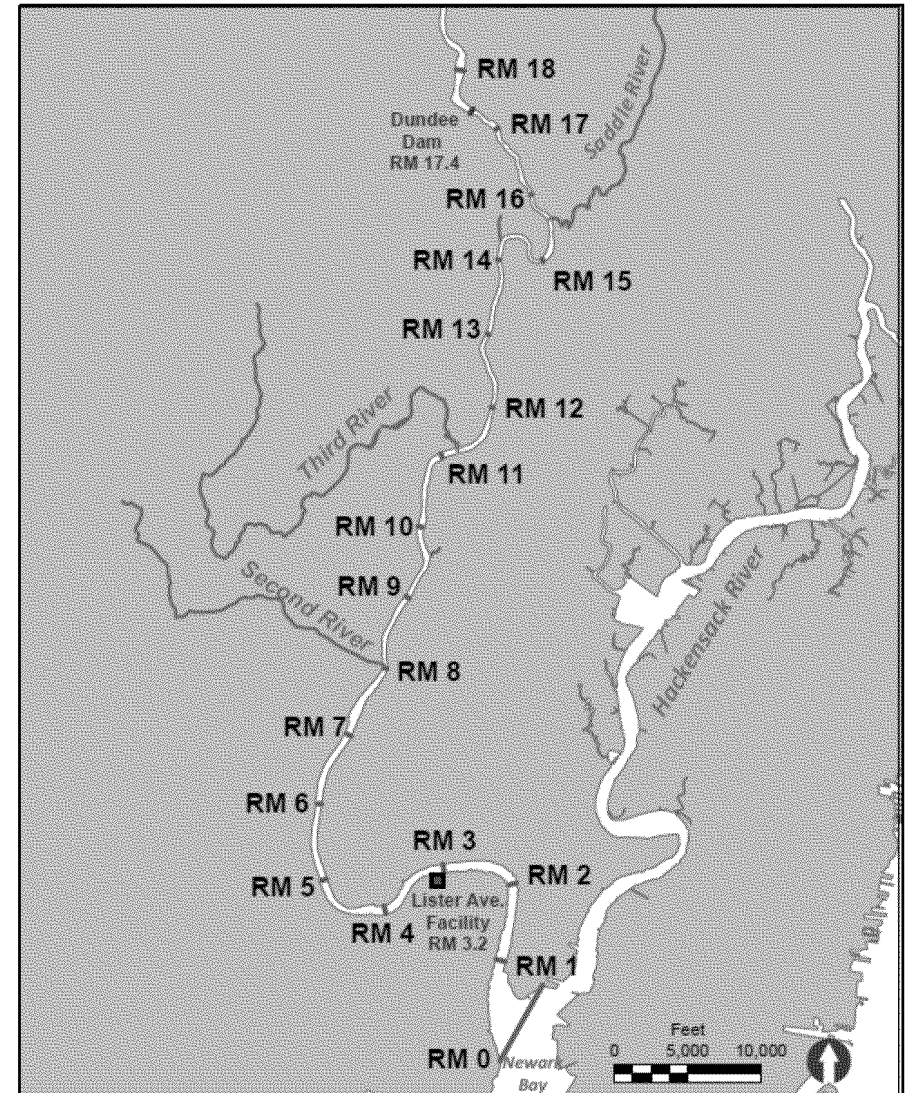 RM 18
Dundee
Dam
RM 17.4
RM 17
Saddle River
RM 16
RM 14
RM 15
RM 13
RM 12
Third River
RM 11
RM 10
Second River
RM 9
RM 8
Hackensack River
RM 7
RM 6
RM 3
RM 5
RM 2
Lister Ave.
Facility
RM 3.2
RM 4
RM 1
RM 0
Newark
Bay
Feet
0 5,000 10,000